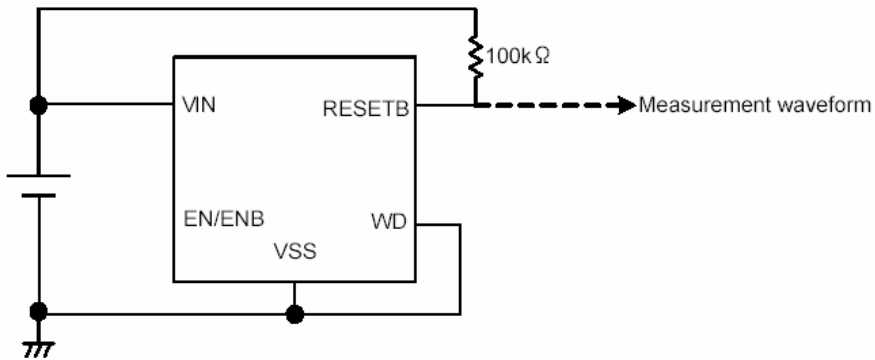 100kΩ
VIN
RESETB
Measurement waveform
EN/ENB
WD
VSS